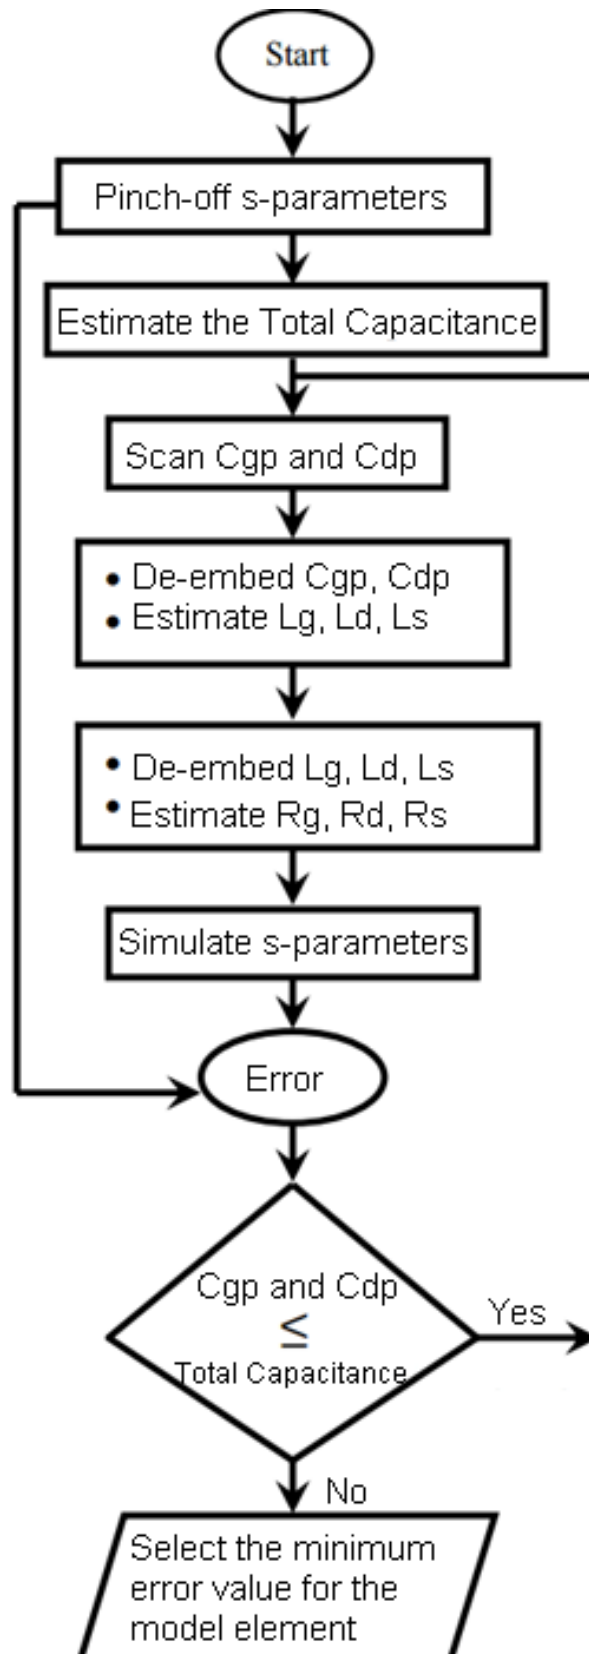 Start
Pinch-off s-parameters
Estimate the Total Capacitance
Scan Cgp and Cdp
• De-embed Cgp, Cdp
• Estimate Lg, Ld, Ls
• De-embed Lg, Ld, Ls
• Estimate Rg, Rd, Rs
Simulate s-parameters
Error
Cgp and Cdp
≤
Total Capacitance
Yes
No
Select the minimum
error value for the
model element